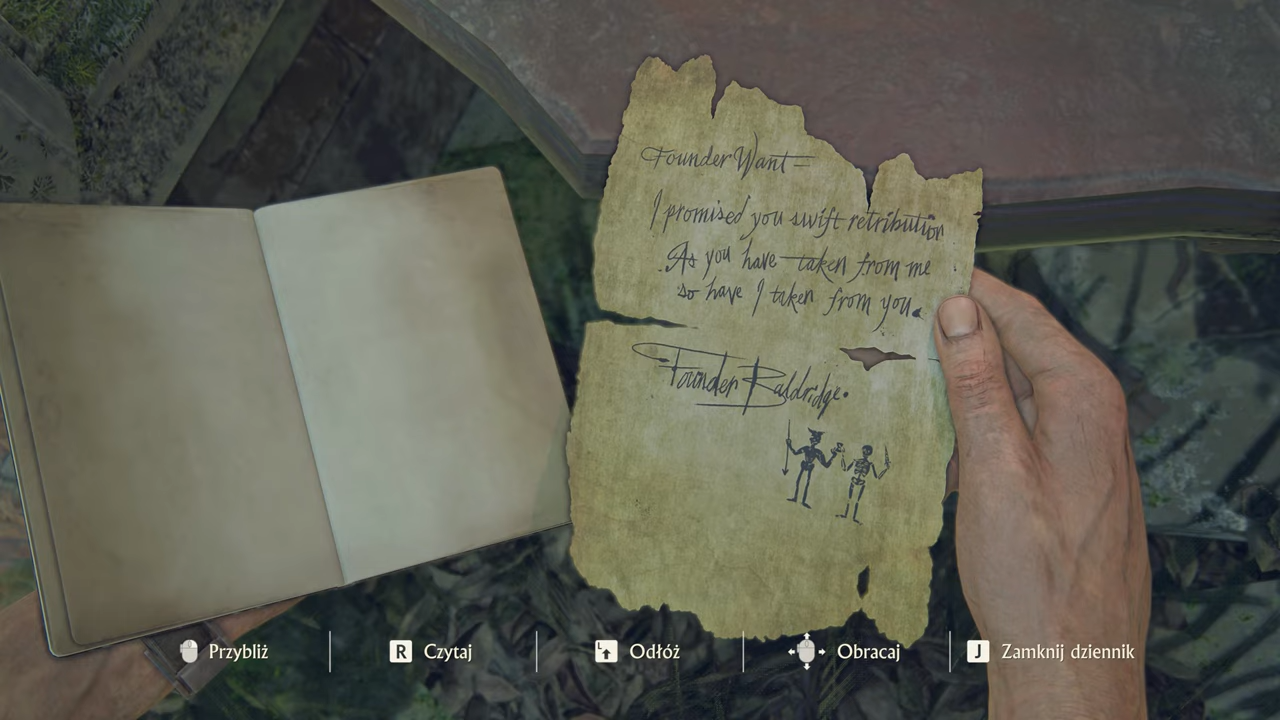 Founder Want =
I promised you swift retribution
As you have taken from me
so have I taken from you.
Founder Baldridge.
Przybliż
R Czytaj
L Odłóż
Obracaj
J Zamknij dziennik